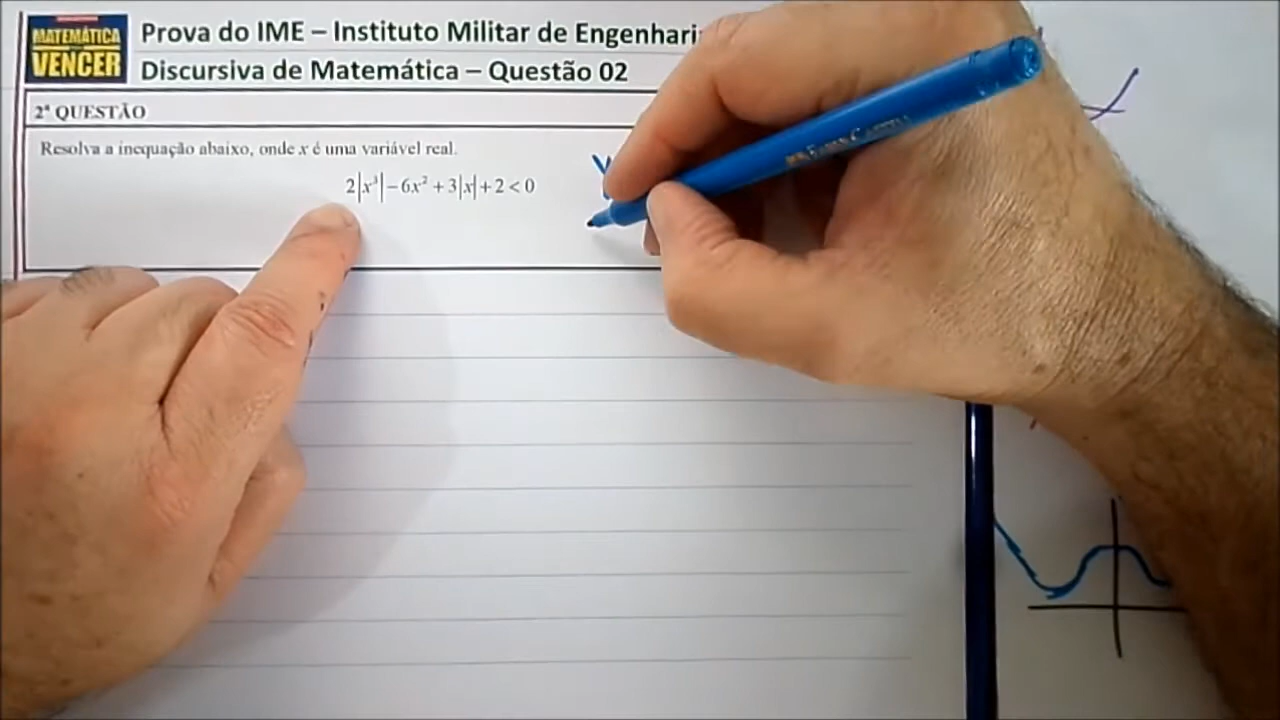 MATEMÁTICA
VENCER
Prova do IME – Instituto Militar de Engenhari
Discursiva de Matemática – Questão 02
2ª QUESTÃO
Resolva a inequação abaixo, onde x é uma variável real.
2|x³| – 6x² + 3|x| + 2 < 0